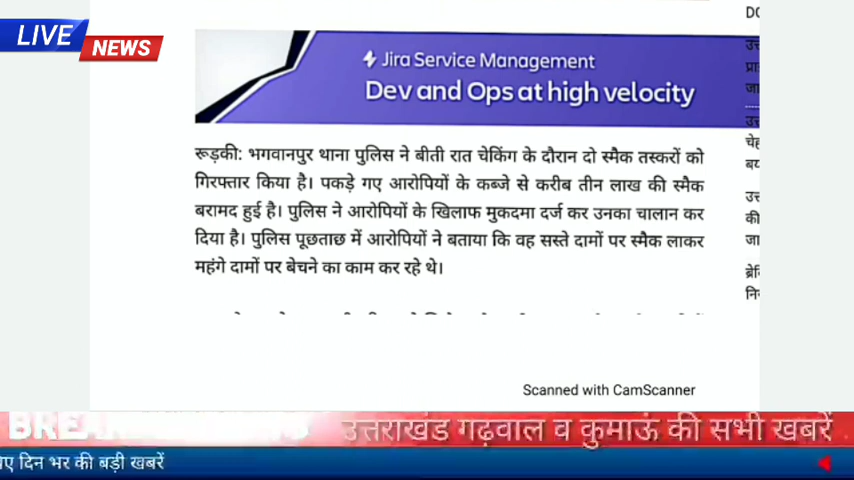 LIVE
NEWS
Jira Service Management
Dev and Ops at high velocity
रूड़की: भगवानपुर थाना पुलिस ने बीती रात चेकिंग के दौरान दो स्मैक तस्करों को
गिरफ्तार किया है। पकड़े गए आरोपियों के कब्जे से करीब तीन लाख की स्मैक
बरामद हुई है। पुलिस ने आरोपियों के खिलाफ मुकदमा दर्ज कर उनका चालान कर
दिया है। पुलिस पूछताछ में आरोपियों ने बताया कि वह सस्ते दामों पर स्मैक लाकर
महंगे दामों पर बेचने का काम कर रहे थे।
Scanned with CamScanner
उत्तराखंड गढ़वाल व कुमाऊं की सभी खबरें
दिन भर की बड़ी खबरें